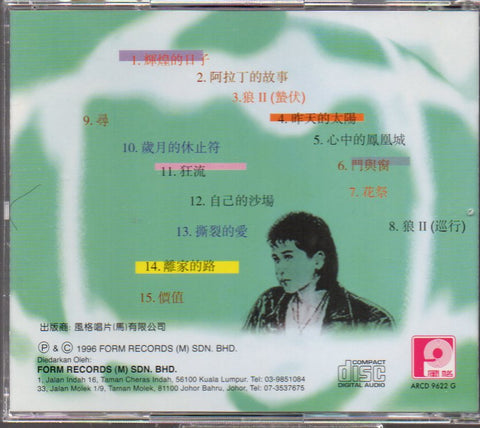 1. 輝煌的日子
2. 阿拉丁的故事
3. 狼 II (蟄伏)
4. 昨天的太陽
5. 心中的鳳凰城
6. 門與窗
7. 花祭
8. 狼 II (巡行)
9. 尋
10. 歲月的休止符
11. 狂流
12. 自己的沙場
13. 撕裂的愛
14. 離家的路
15. 價值
出版商: 風格唱片(馬)有限公司
Ⓟ & © 1996 FORM RECORDS (M) SDN. BHD.
Diedarkan Oleh:
FORM RECORDS (M) SDN. BHD.
1, Jalan Indah 16, Taman Cheras Indah, 56100 Kuala Lumpur. Tel: 03-9851084
33, Jalan Molek 1/9, Taman Molek, 81100 Johor Bahru, Johor. Tel: 07-3537675
COMPACT
disc
DIGITAL AUDIO
風格
ARCD 9622 G